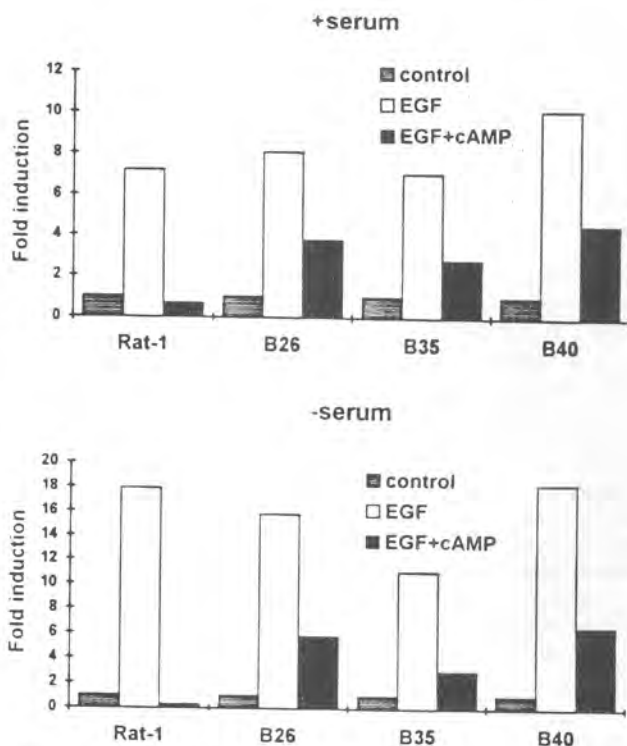 +serum
Fold induction
12
10
8
6
4
2
0
control
EGF
EGF+cAMP
Rat-1 B26 B35 B40
-serum
Fold induction
20
18
16
14
12
10
8
6
4
2
0
control
EGF
EGF+cAMP
Rat-1 B26 B35 B40